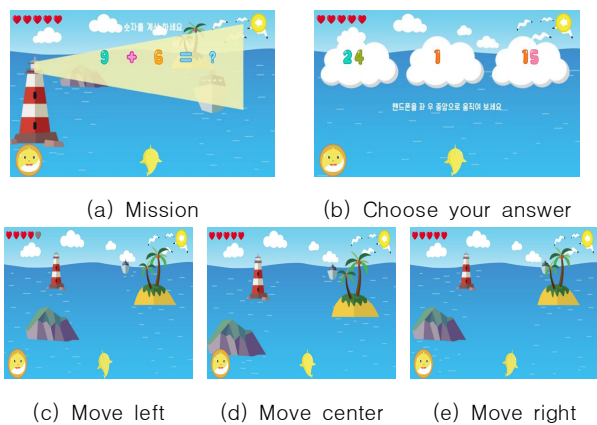 숫자를 계산 하세요
9 + 6 = ?
24 1 15
핸드폰을 좌 우 중앙으로 움직여 보세요
(a) Mission
(b) Choose your answer
(c) Move left
(d) Move center
(e) Move right